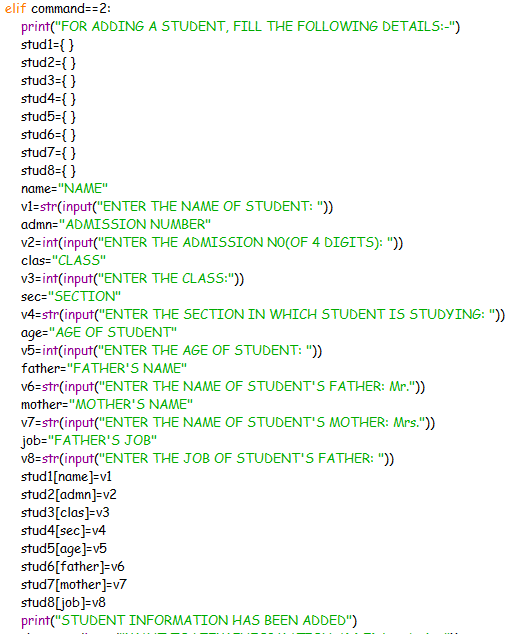 elif command==2:
print("FOR ADDING A STUDENT, FILL THE FOLLOWING DETAILS:-")
stud1={ }
stud2={ }
stud3={ }
stud4={ }
stud5={ }
stud6={ }
stud7={ }
stud8={ }
name="NAME"
v1=str(input("ENTER THE NAME OF STUDENT: "))
admn="ADMISSION NUMBER"
v2=int(input("ENTER THE ADMISSION N0(OF 4 DIGITS): "))
clas="CLASS"
v3=int(input("ENTER THE CLASS:"))
sec="SECTION"
v4=str(input("ENTER THE SECTION IN WHICH STUDENT IS STUDYING: "))
age="AGE OF STUDENT"
v5=int(input("ENTER THE AGE OF STUDENT: "))
father="FATHER'S NAME"
v6=str(input("ENTER THE NAME OF STUDENT'S FATHER: Mr."))
mother="MOTHER'S NAME"
v7=str(input("ENTER THE NAME OF STUDENT'S MOTHER: Mrs."))
job="FATHER'S JOB"
v8=str(input("ENTER THE JOB OF STUDENT'S FATHER: "))
stud1[name]=v1
stud2[admn]=v2
stud3[clas]=v3
stud4[sec]=v4
stud5[age]=v5
stud6[father]=v6
stud7[mother]=v7
stud8[job]=v8
print("STUDENT INFORMATION HAS BEEN ADDED")